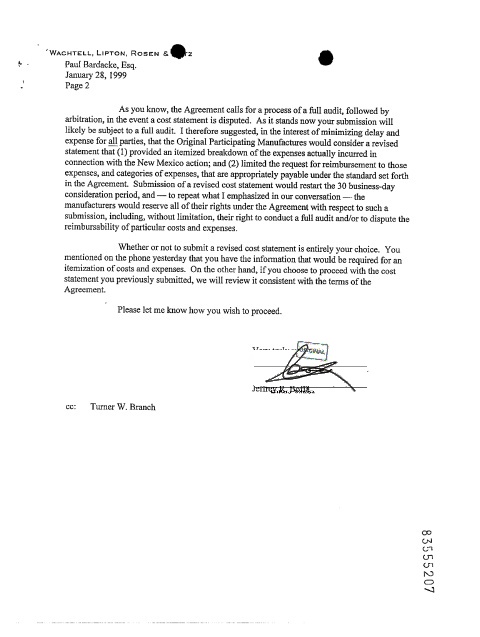 WACHTELL, LIPTON, ROSEN &
Paul Bardacke, Esq.
January 28, 1999
Page 2
As you know, the Agreement calls for a process of a full audit, followed by
arbitration, in the event a cost statement is disputed. As it stands now your submission will
likely be subject to a full audit. I therefore suggested, in the interest of minimizing delay and
expense for all parties, that the Original Participating Manufactures would consider a revised
statement that (1) provided an itemized breakdown of the expenses actually incurred in
connection with the New Mexico action; and (2) limited the request for reimbursement to those
expenses, and categories of expenses, that are appropriately payable under the standard set forth
in the Agreement. Submission of a revised cost statement would restart the 30 business-day
consideration period, and — to repeat what I emphasized in our conversation — the
manufacturers would reserve all of their rights under the Agreement with respect to such a
submission, including, without limitation, their right to conduct a full audit and/or to dispute the
reimbursability of particular costs and expenses.
Whether or not to submit a revised cost statement is entirely your choice. You
mentioned on the phone yesterday that you have the information that would be required for an
itemization of costs and expenses. On the other hand, if you choose to proceed with the cost
statement you previously submitted, we will review it consistent with the terms of the
Agreement.
Please let me know how you wish to proceed.
ORIGINAL
cc: Turner W. Branch
83555207